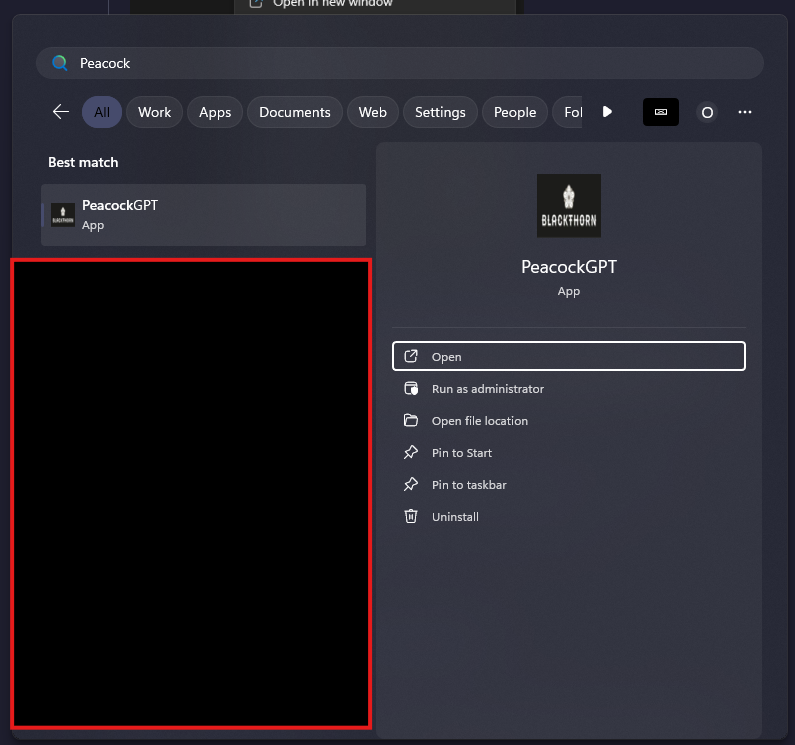 Open in new window
Peacock
All Work Apps Documents Web Settings People Fol
O
Best match
PeacockGPT
App
BLACKTHORN
BLACKTHORN
PeacockGPT
App
Open
Run as administrator
Open file location
Pin to Start
Pin to taskbar
Uninstall